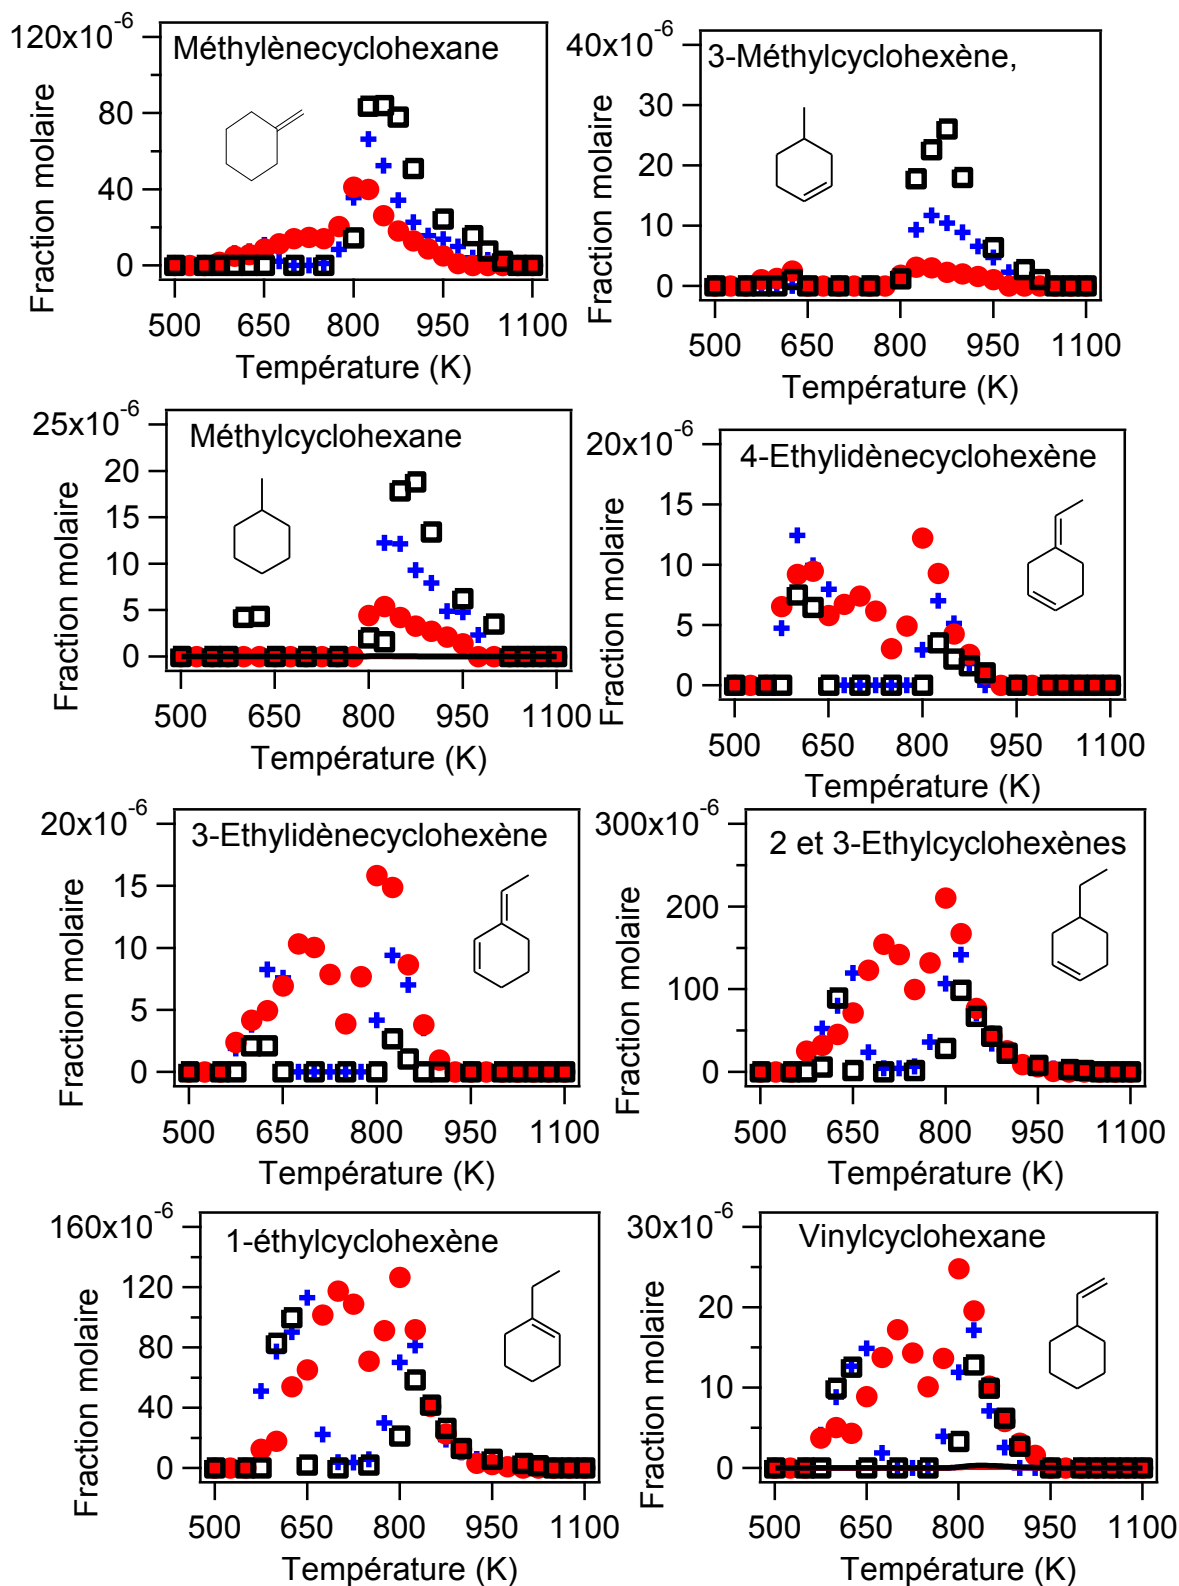 120x10-6
Méthylènecyclohexane
80
40
0
Fraction molaire
500 650 800 950 1100
Température (K)
40x10-6
3-Méthylcyclohexène,
30
20
10
0
Fraction molaire
500 650 800 950 1100
Température (K)
25x10-6
Méthylcyclohexane
20
15
10
5
0
Fraction molaire
500 650 800 950 1100
Température (K)
20x10-6
4-Ethylidènecyclohexène
15
10
5
0
Fraction molaire
500 650 800 950 1100
Température (K)
20x10-6
3-Ethylidènecyclohexène
15
10
5
0
Fraction molaire
500 650 800 950 1100
Température (K)
300x10-6
2 et 3-Ethylcyclohexènes
200
100
0
Fraction molaire
500 650 800 950 1100
Température (K)
160x10-6
1-éthylcyclohexène
120
80
40
0
Fraction molaire
500 650 800 950 1100
Température (K)
30x10-6
Vinylcyclohexane
20
10
0
Fraction molaire
500 650 800 950 1100
Température (K)